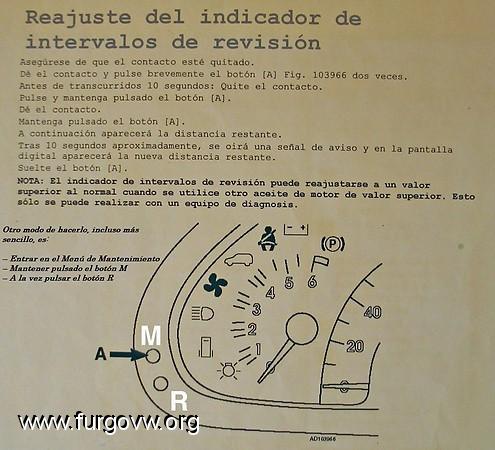 Reajuste del indicador de
intervalos de revisión
Asegúrese de que el contacto esté quitado.
Dé el contacto y pulse brevemente el botón [A] Fig. 103966 dos veces.
Antes de transcurridos 10 segundos: Quite el contacto.
Pulse y mantenga pulsado el botón [A].
Dé el contacto.
Mantenga pulsado el botón [A].
A continuación aparecerá la distancia restante.
Tras 10 segundos aproximadamente, se oirá una señal de aviso y en la pantalla
digital aparecerá la nueva distancia restante.
Suelte el botón [A].
NOTA: El indicador de intervalos de revisión puede reajustarse a un valor
superior al normal cuando se utilice otro aceite de motor de valor superior. Esto
sólo se puede realizar con un equipo de diagnosis.
Otro modo de hacerlo, incluso más
sencillo, es:
– Entrar en el Menú de Mantenimiento
– Mantener pulsado el botón M
– A la vez pulsar el botón R
- +
(P)
1
2
3
4
5
6
20
40
0
M
A
R
www.furgovw.org
AD103966